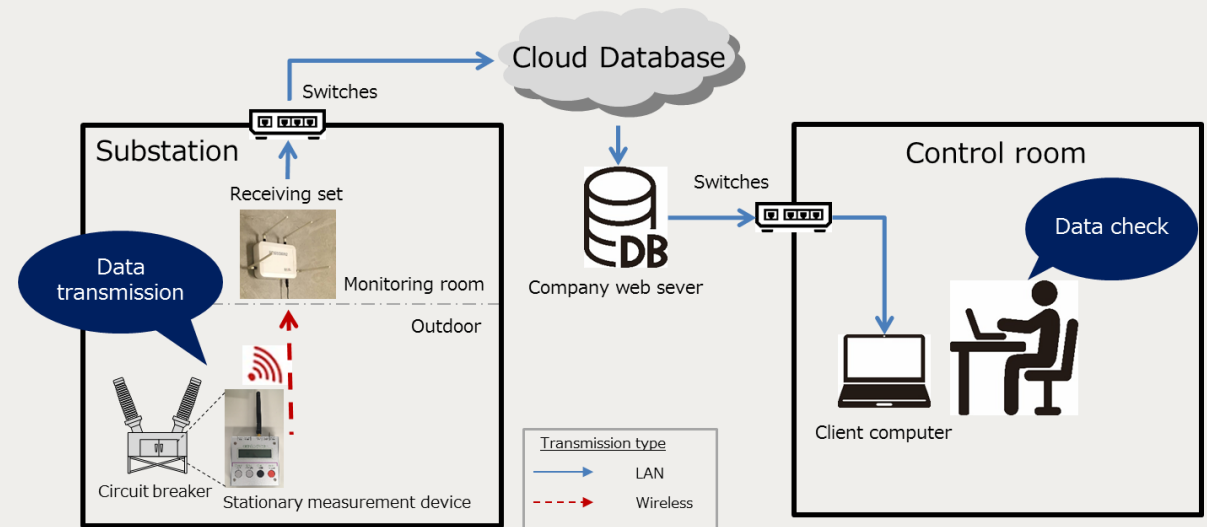 Cloud Database
Switches
Substation
Receiving set
Data
transmission
Monitoring room
Outdoor
Circuit breaker
Stationary measurement device
DB
Company web sever
Switches
Control room
Data check
Client computer
Transmission type
LAN
Wireless